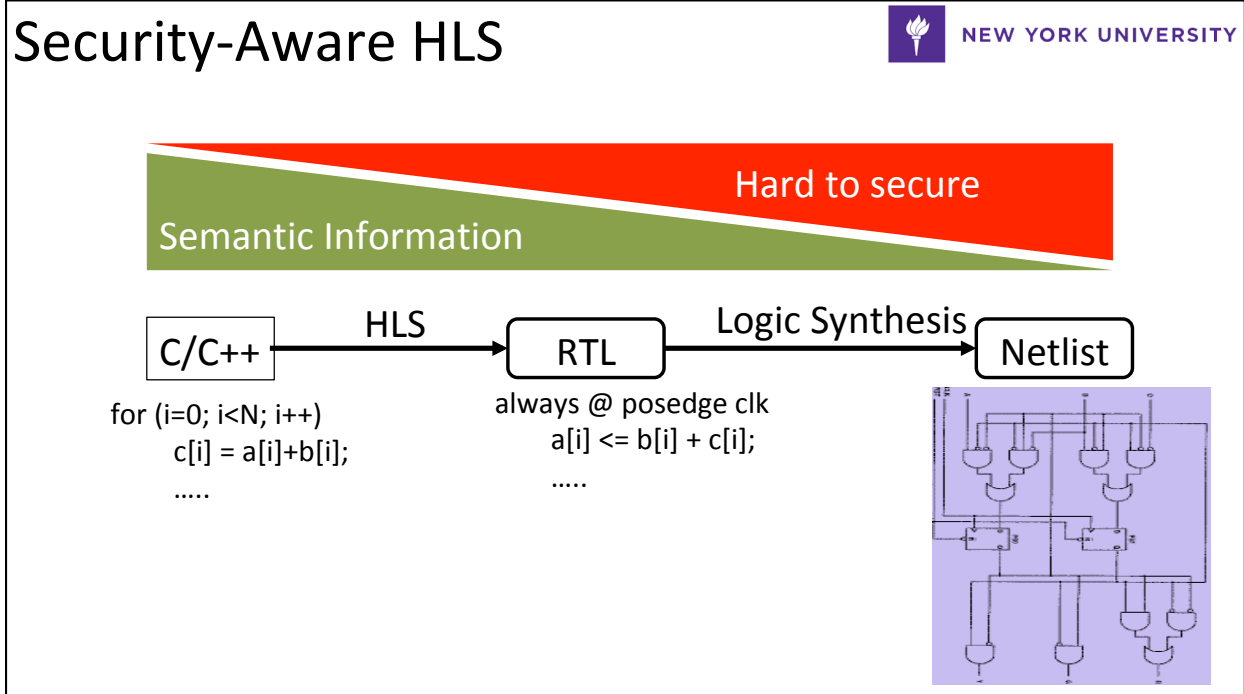 Security-Aware HLS
NEW YORK UNIVERSITY
Hard to secure
Semantic Information
HLS
Logic Synthesis
C/C++
RTL
Netlist
for (i=0; i<N; i++)
c[i] = a[i]+b[i];
…..
always @ posedge clk
a[i] <= b[i] + c[i];
…..